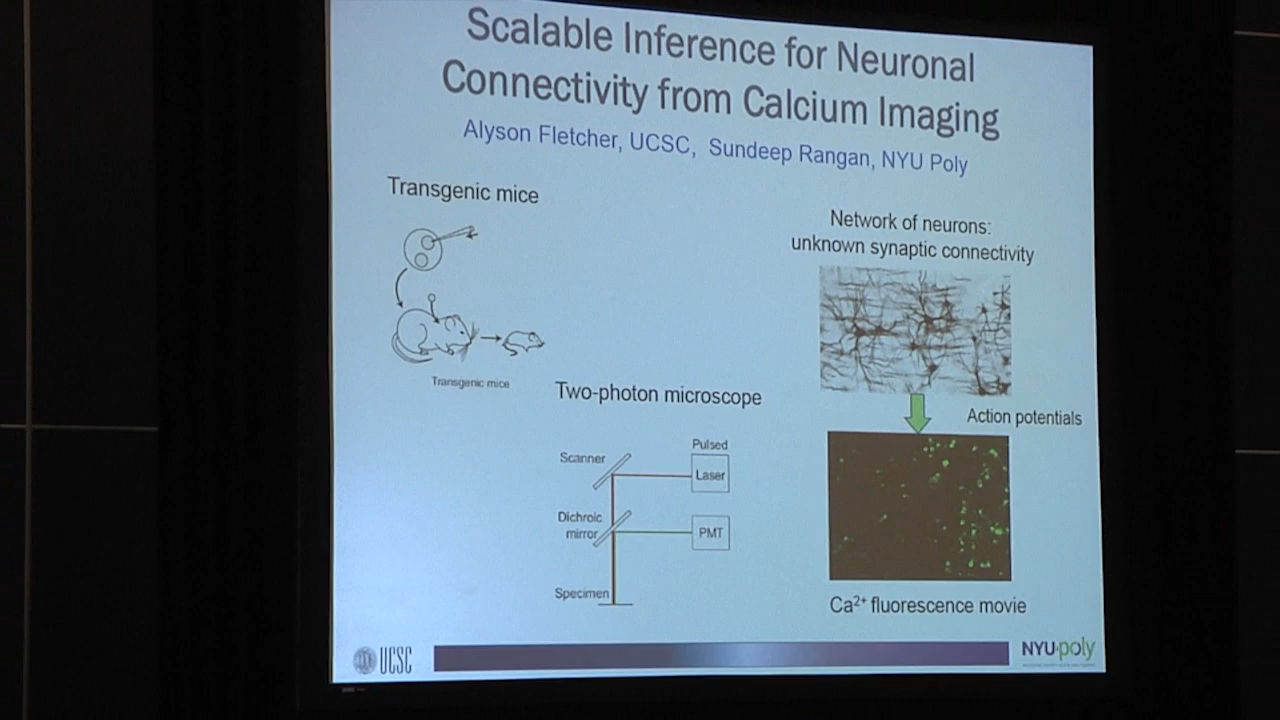 Scalable Inference for Neuronal
Connectivity from Calcium Imaging
Alyson Fletcher, UCSC, Sundeep Rangan, NYU Poly
Transgenic mice
Transgenic mice
Two-photon microscope
Pulsed
Scanner
Laser
Dichroic
mirror
PMT
Specimen
Network of neurons:
unknown synaptic connectivity
Action potentials
Ca²⁺ fluorescence movie
UCSC
NYU·poly